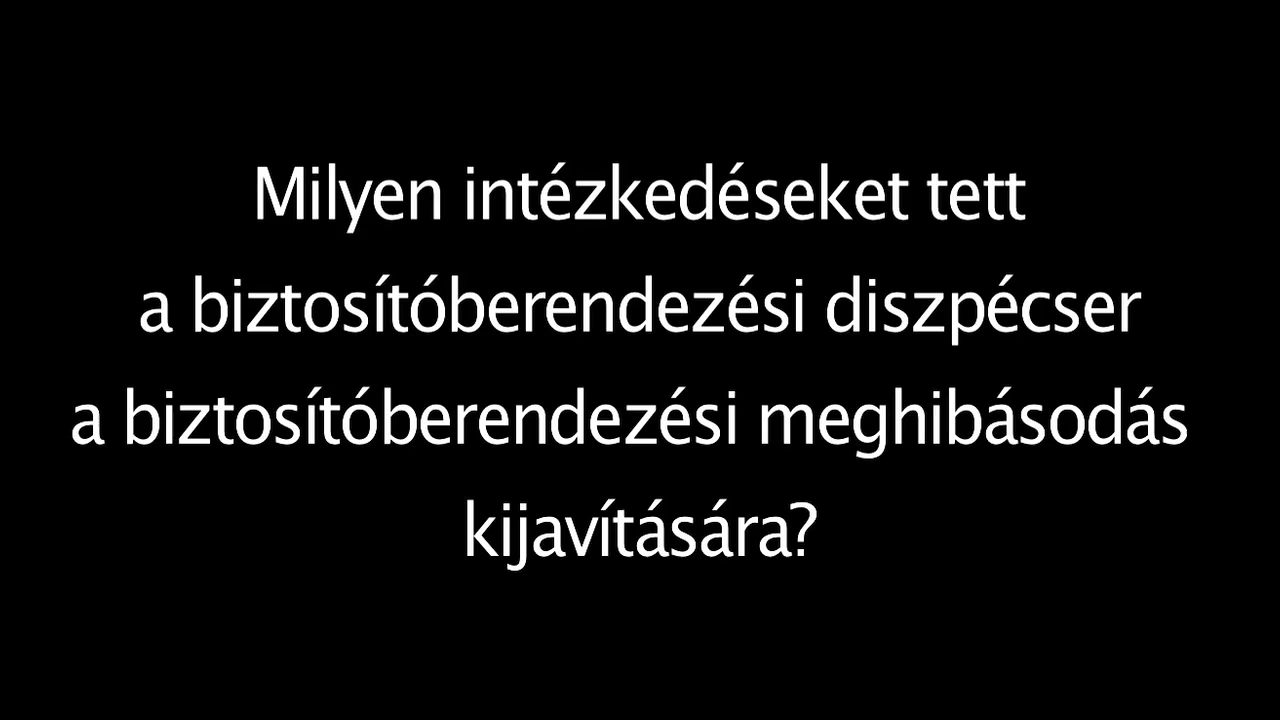 Milyen intézkedéseket tett
a biztosítóberendezési diszpécser
a biztosítóberendezési meghibásodás
kijavítására?